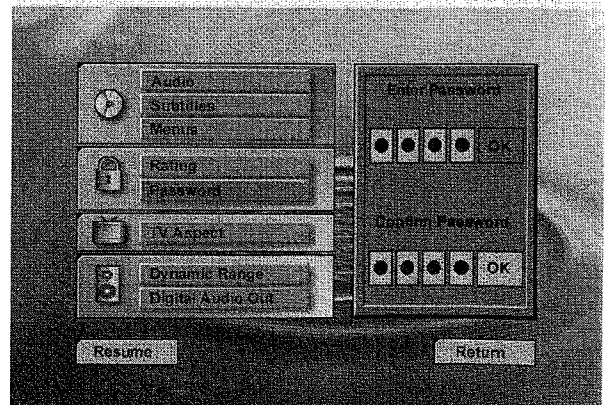 Audio
Subtitles
Menus
Rating
Password
TV Aspect
Dynamic Range
Digital Audio Out
Enter Password
OK
Confirm Password
OK
Resume
Return